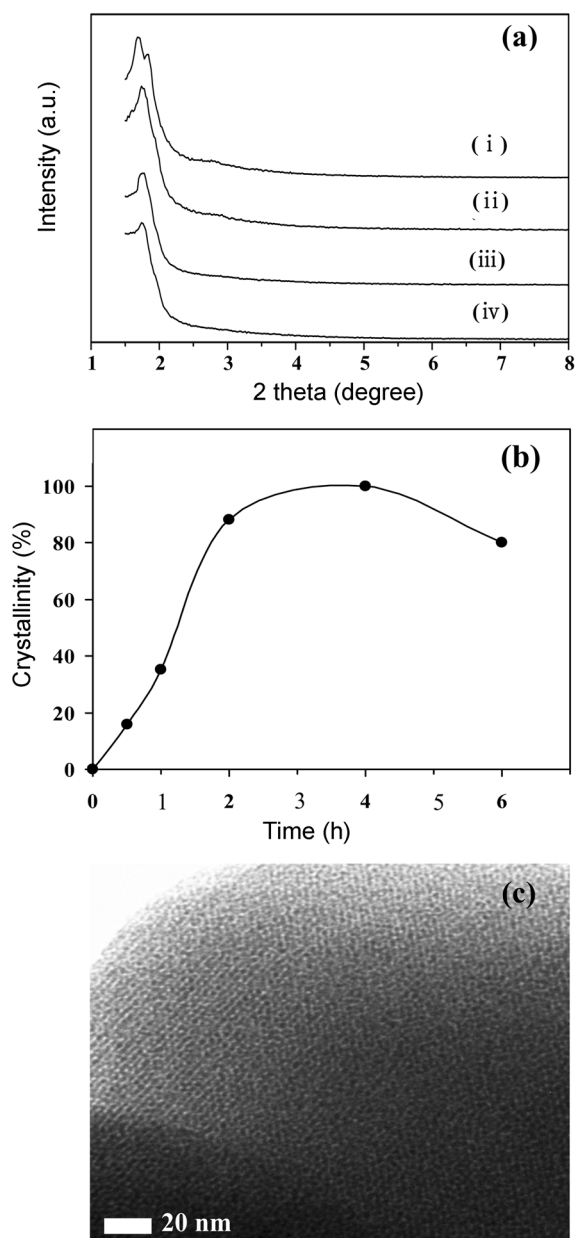 (a)
Intensity (a.u.)
( i )
( ii )
(iii)
(iv)
1 2 3 4 5 6 7 8
2 theta (degree)
(b)
Crystallinity (%)
100
80
60
40
20
0
0 1 2 3 4 5 6
Time (h)
(c)
20 nm